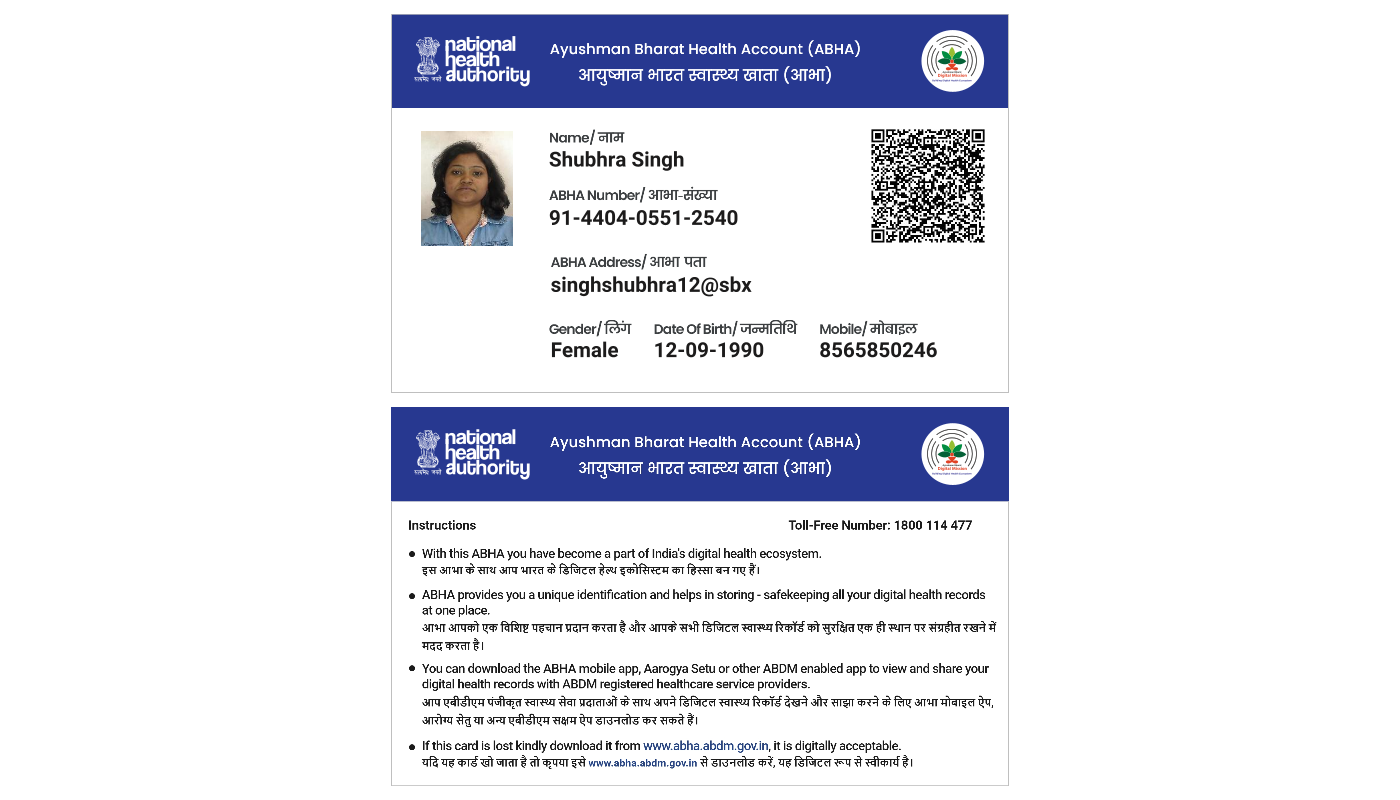 national
health
authority
सत्यमेव जयते
Ayushman Bharat Health Account (ABHA)
आयुष्मान भारत स्वास्थ्य खाता (आभा)
Digital Mission
Name/ नाम
Shubhra Singh
ABHA Number/ आभा-संख्या
91-4404-0551-2540
ABHA Address/ आभा पता
singhshubhra12@sbx
Gender/ लिंग Date Of Birth/ जन्मतिथि Mobile/ मोबाइल
Female 12-09-1990 8565850246
national
health
authority
सत्यमेव जयते
Ayushman Bharat Health Account (ABHA)
आयुष्मान भारत स्वास्थ्य खाता (आभा)
Digital Mission
Instructions Toll-Free Number: 1800 114 477
● With this ABHA you have become a part of India's digital health ecosystem.
इस आभा के साथ आप भारत के डिजिटल हेल्थ इकोसिस्टम का हिस्सा बन गए हैं।
● ABHA provides you a unique identification and helps in storing - safekeeping all your digital health records
at one place.
आभा आपको एक विशिष्ट पहचान प्रदान करता है और आपके सभी डिजिटल स्वास्थ्य रिकॉर्ड को सुरक्षित एक ही स्थान पर संग्रहीत रखने में
मदद करता है।
● You can download the ABHA mobile app, Aarogya Setu or other ABDM enabled app to view and share your
digital health records with ABDM registered healthcare service providers.
आप एबीडीएम पंजीकृत स्वास्थ्य सेवा प्रदाताओं के साथ अपने डिजिटल स्वास्थ्य रिकॉर्ड देखने और साझा करने के लिए आभा मोबाइल ऐप,
आरोग्य सेतु या अन्य एबीडीएम सक्षम ऐप डाउनलोड कर सकते हैं।
● If this card is lost kindly download it from www.abha.abdm.gov.in, it is digitally acceptable.
यदि यह कार्ड खो जाता है तो कृपया इसे www.abha.abdm.gov.in से डाउनलोड करें, यह डिजिटल रूप से स्वीकार्य है।